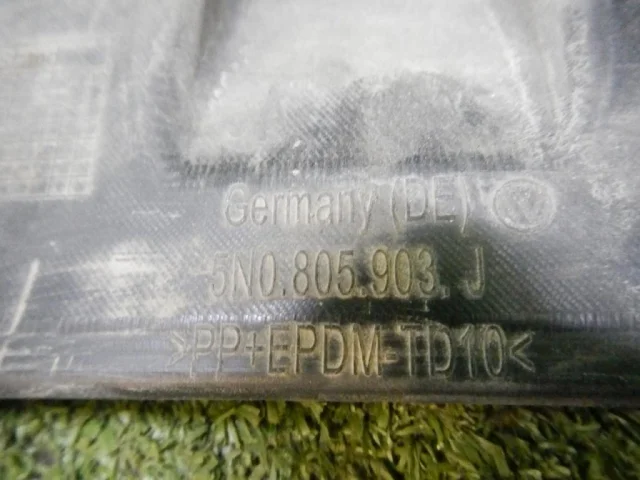 Germany (DE)
5N0.805.903. J
>PP+EPDM-TD10<